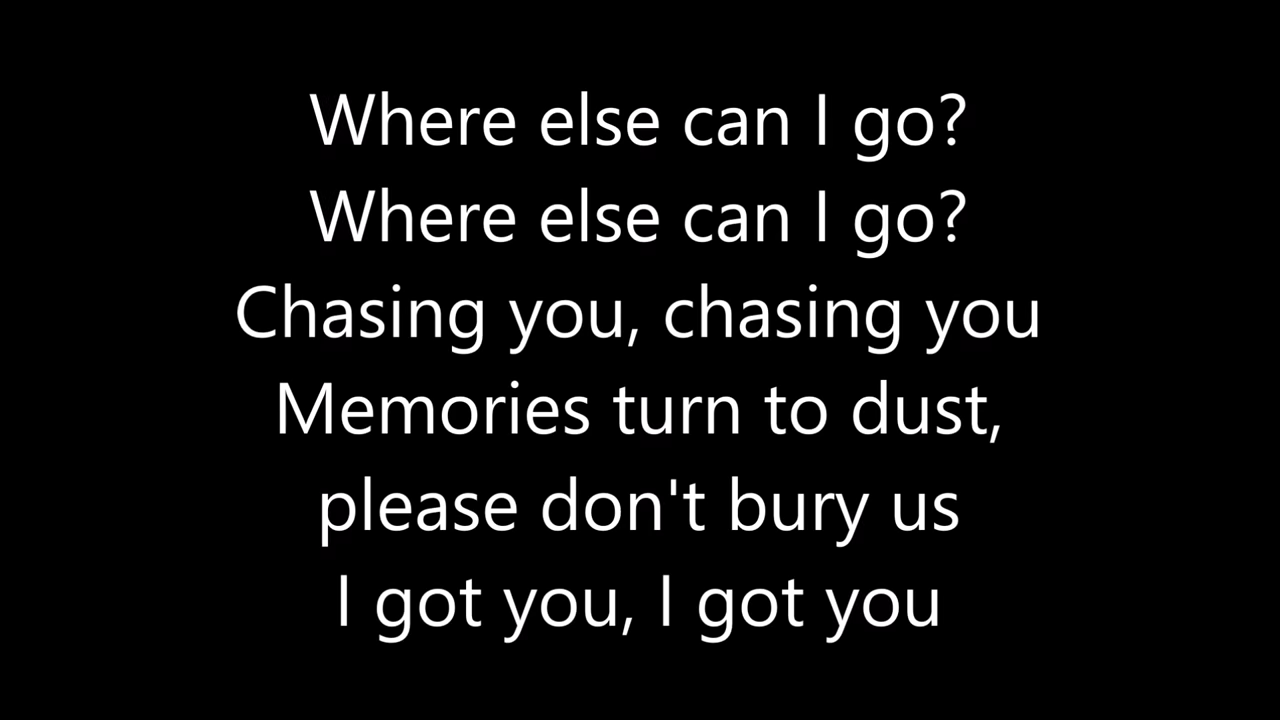 Where else can I go?
Where else can I go?
Chasing you, chasing you
Memories turn to dust,
please don't bury us
I got you, I got you